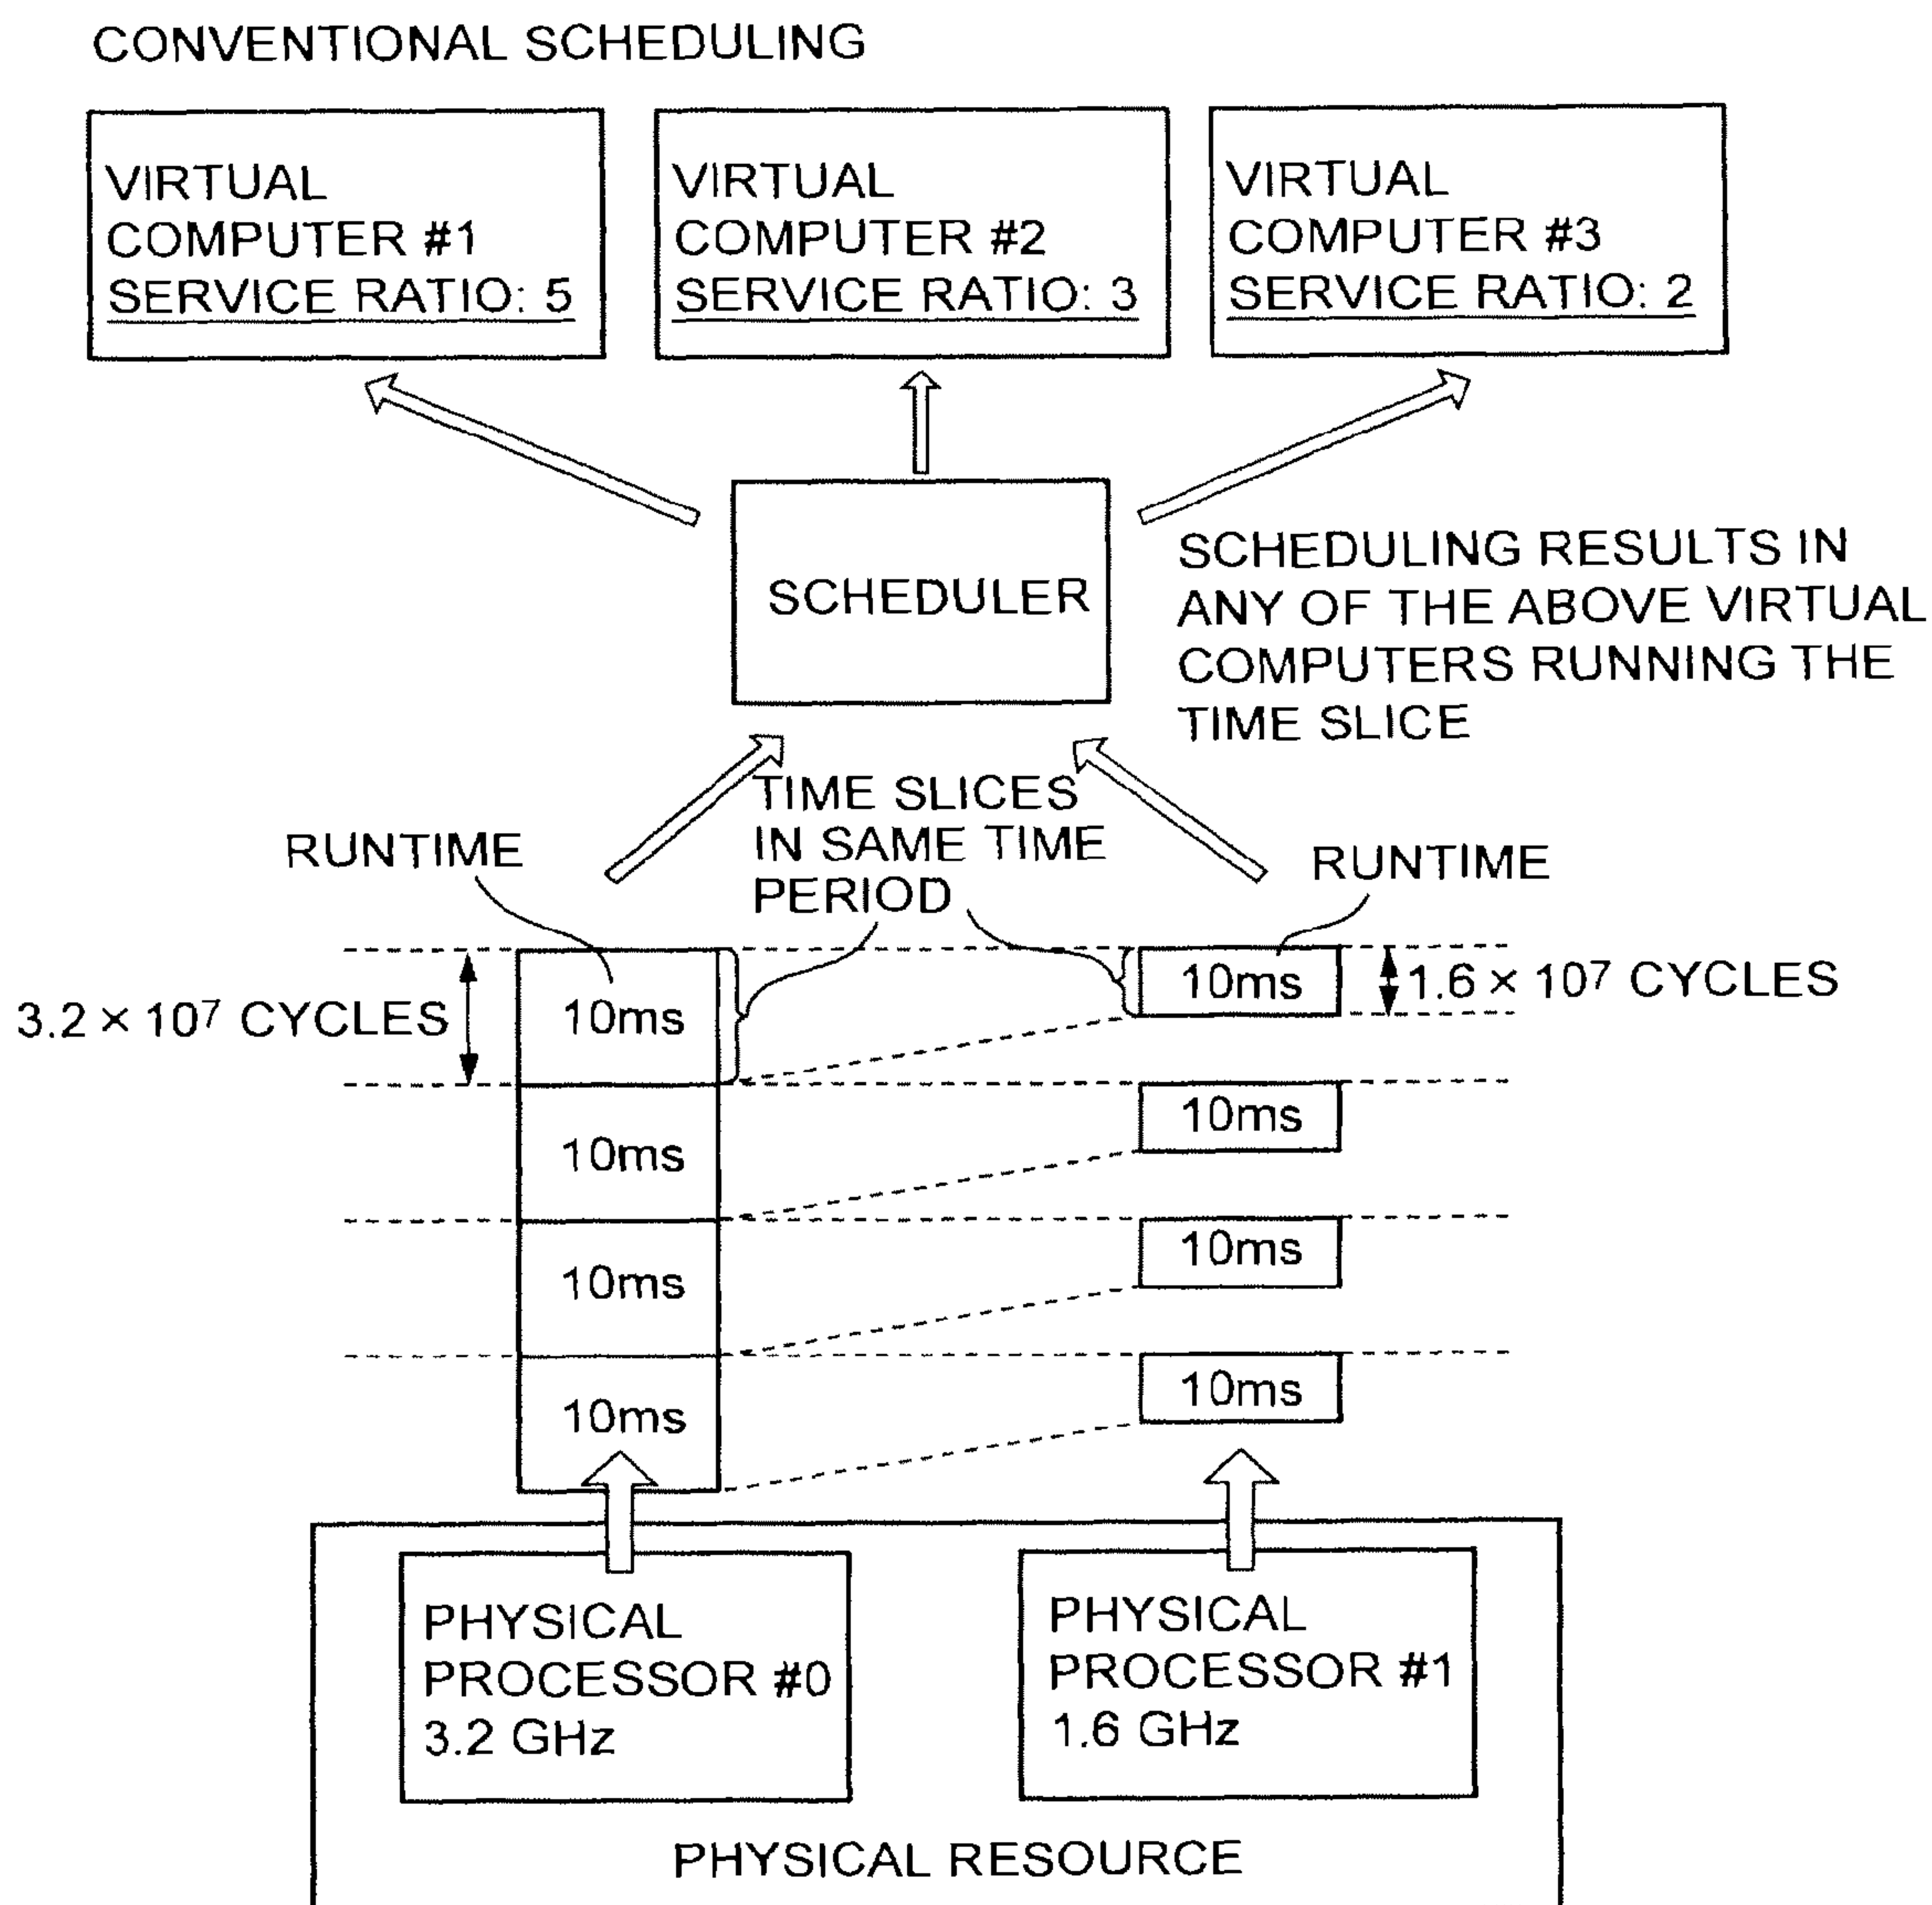 CONVENTIONAL SCHEDULING
VIRTUAL
COMPUTER #1
SERVICE RATIO: 5
VIRTUAL
COMPUTER #2
SERVICE RATIO: 3
VIRTUAL
COMPUTER #3
SERVICE RATIO: 2
SCHEDULER
SCHEDULING RESULTS IN
ANY OF THE ABOVE VIRTUAL
COMPUTERS RUNNING THE
TIME SLICE
TIME SLICES
IN SAME TIME
PERIOD
RUNTIME
RUNTIME
3.2 × 10⁷ CYCLES
10ms
10ms
1.6 × 10⁷ CYCLES
10ms
10ms
10ms
10ms
10ms
10ms
PHYSICAL
PROCESSOR #0
3.2 GHz
PHYSICAL
PROCESSOR #1
1.6 GHz
PHYSICAL RESOURCE